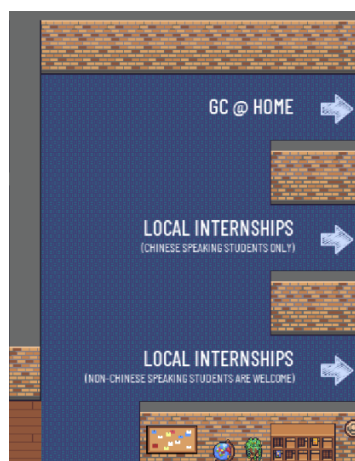 GC @ HOME
LOCAL INTERNSHIPS
(CHINESE SPEAKING STUDENTS ONLY)
LOCAL INTERNSHIPS
(NON-CHINESE SPEAKING STUDENTS ARE WELCOME)